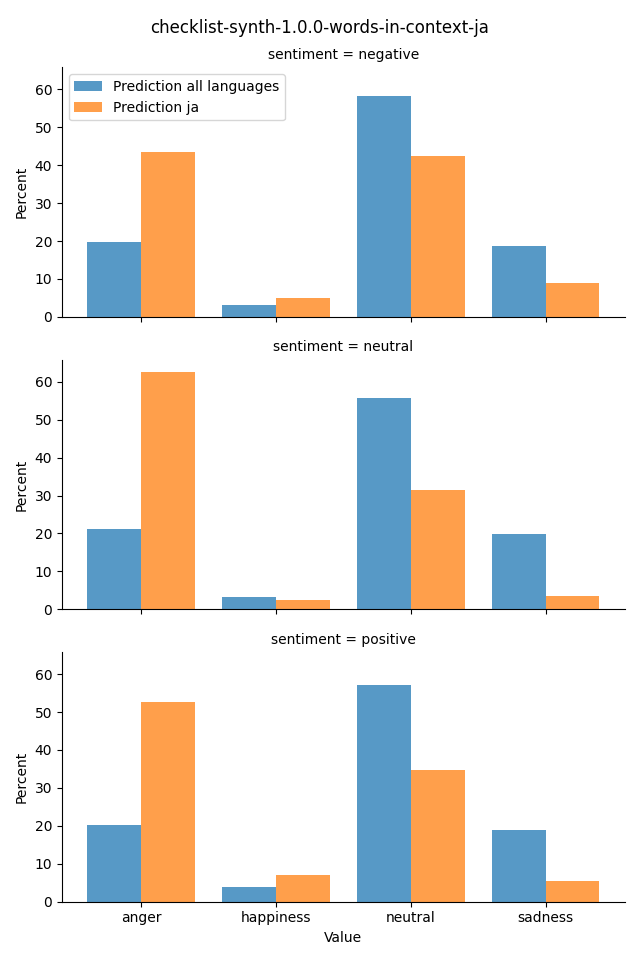 checklist-synth-1.0.0-words-in-context-ja
sentiment = negative
Prediction all languages
Prediction ja
60
50
40
30
20
10
0
Percent
sentiment = neutral
60
50
40
30
20
10
0
Percent
sentiment = positive
60
50
40
30
20
10
0
Percent
anger happiness neutral sadness
Value